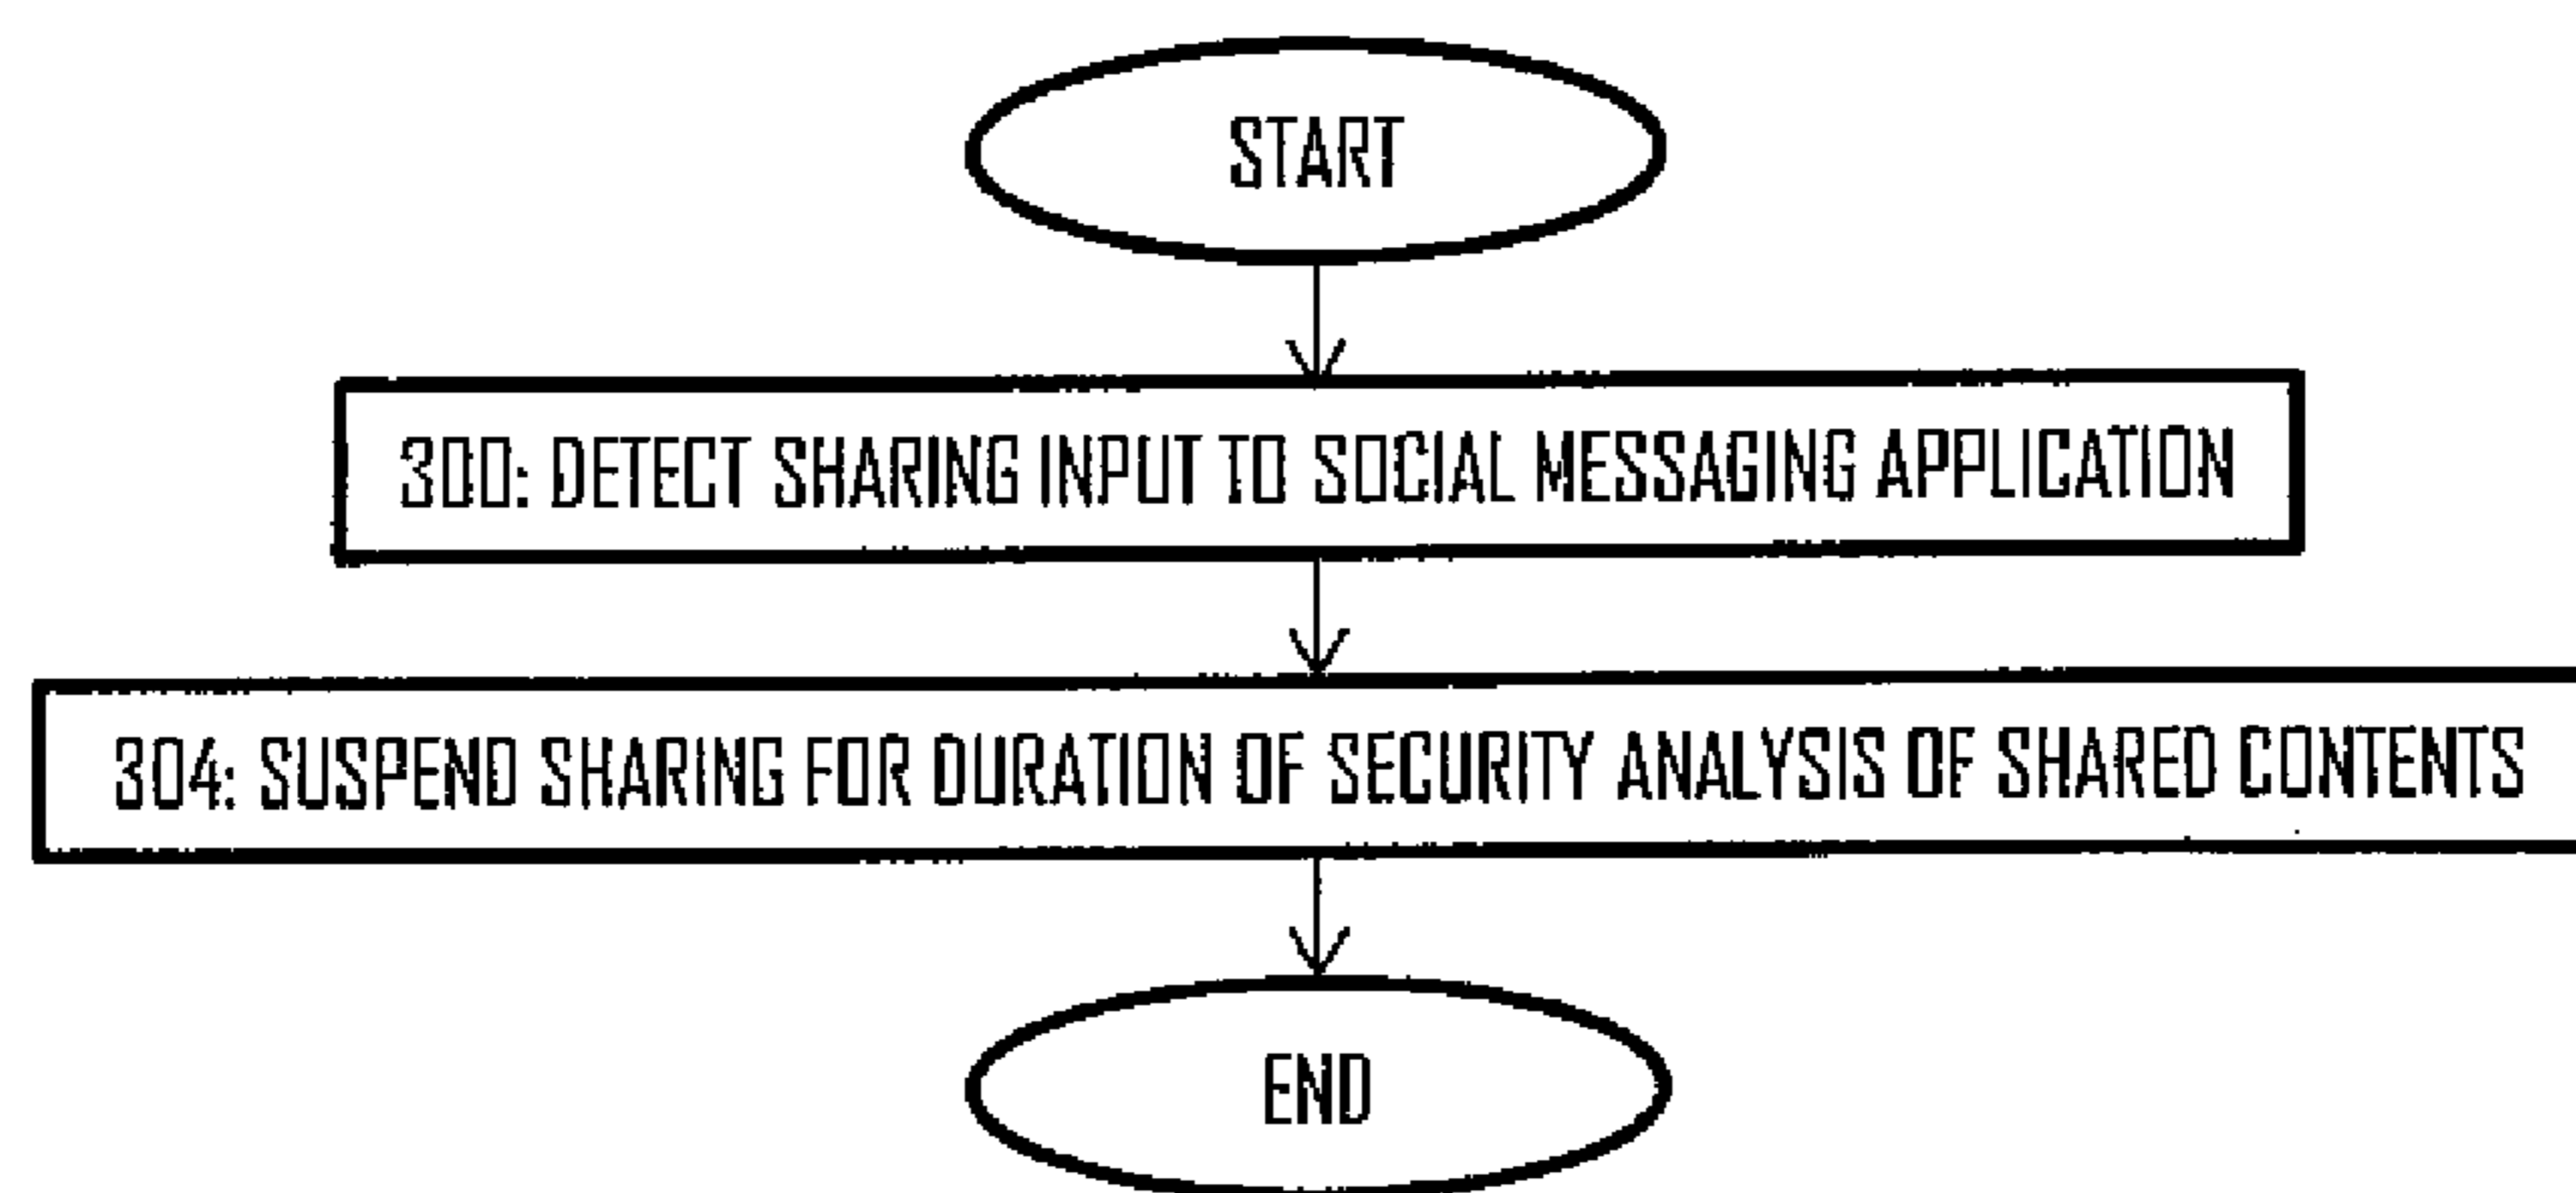 START
300: DETECT SHARING INPUT TO SOCIAL MESSAGING APPLICATION
304: SUSPEND SHARING FOR DURATION OF SECURITY ANALYSIS OF SHARED CONTENTS
END